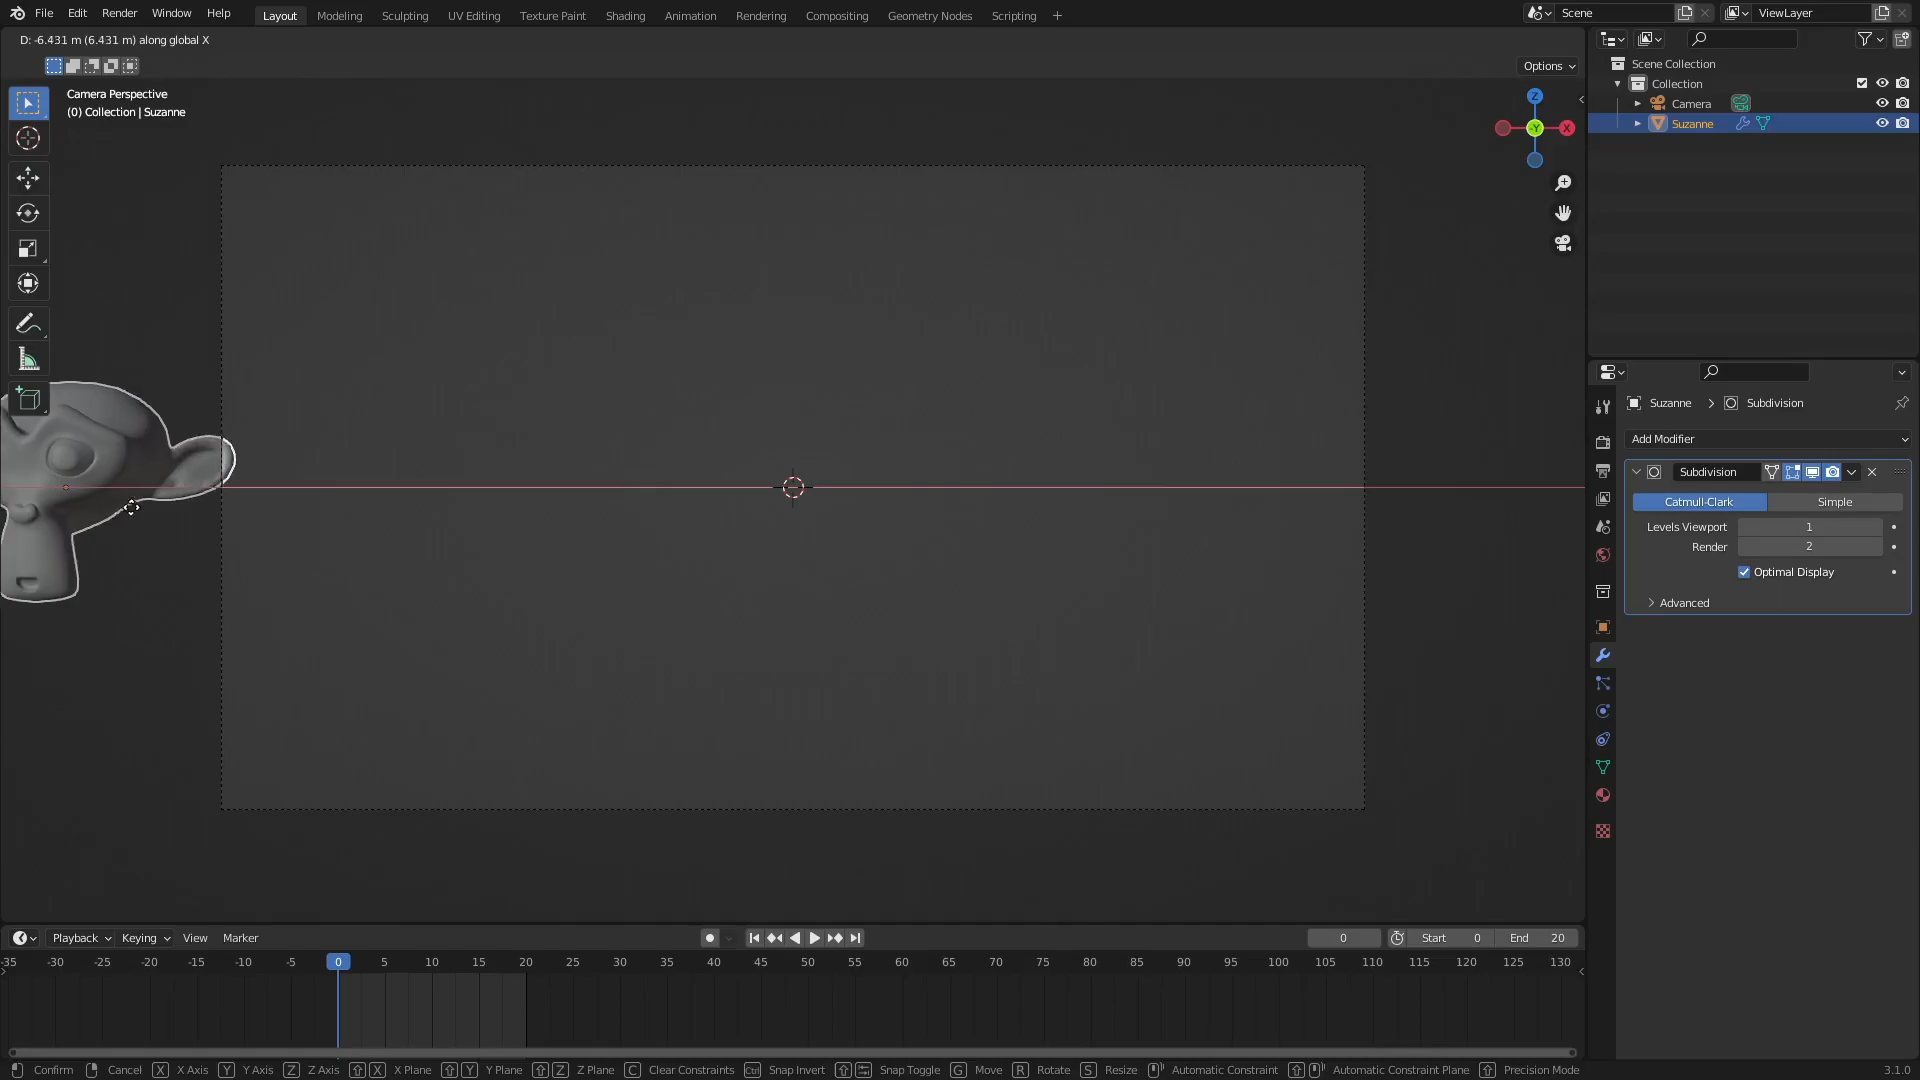 File Edit Render Window Help Layout Modeling Sculpting UV Editing Texture Paint Shading Animation Rendering Compositing Geometry Nodes Scripting + Scene ViewLayer
D: -6.431 m (6.431 m) along global X
Options
Camera Perspective
(0) Collection | Suzanne
Z
-Y
X
Scene Collection
Collection
Camera
Suzanne
Suzanne > Subdivision
Add Modifier
Subdivision
Catmull-Clark Simple
Levels Viewport 1
Render 2
Optimal Display
Advanced
Playback Keying View Marker 0 Start 0 End 20
-35 -30 -25 -20 -15 -10 -5 0 5 10 15 20 25 30 35 40 45 50 55 60 65 70 75 80 85 90 95 100 105 110 115 120 125 130
Confirm Cancel X X Axis Y Y Axis Z Z Axis X X Plane Y Y Plane Z Z Plane C Clear Constraints Ctrl Snap Invert Snap Toggle G Move R Rotate S Resize Automatic Constraint Automatic Constraint Plane Precision Mode 3.1.0